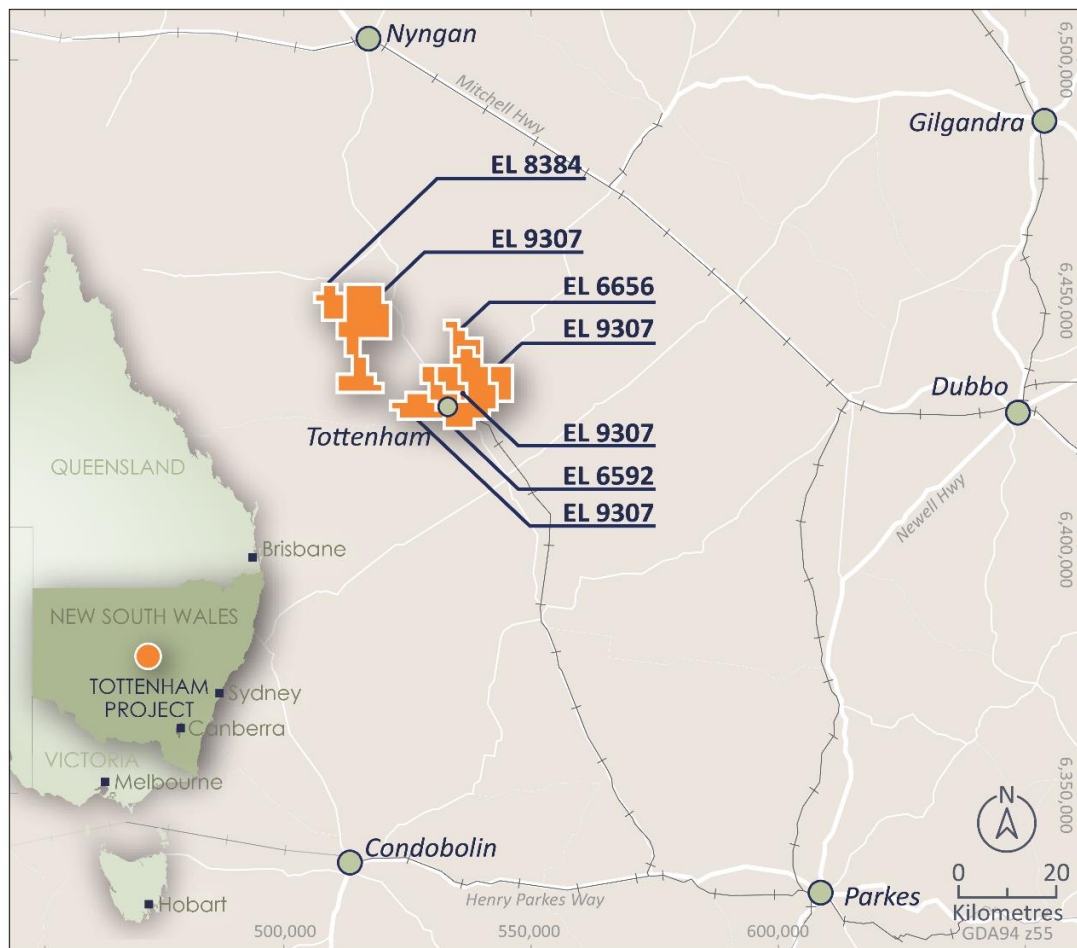 Nyngan
6,500,000
Mitchell Hwy
Gilgandra
EL 8384
EL 9307
EL 6656
6,450,000
EL 9307
Dubbo
Tottenham
EL 9307
QUEENSLAND
EL 6592
Newell Hwy
EL 9307
6,400,000
Brisbane
NEW SOUTH WALES
TOTTENHAM
PROJECT
Sydney
Canberra
VICTORIA
Melbourne
6,350,000
N
Condobolin
0 20
Parkes
Henry Parkes Way
Hobart
Kilometres
500,000
550,000
600,000
GDA94 z55